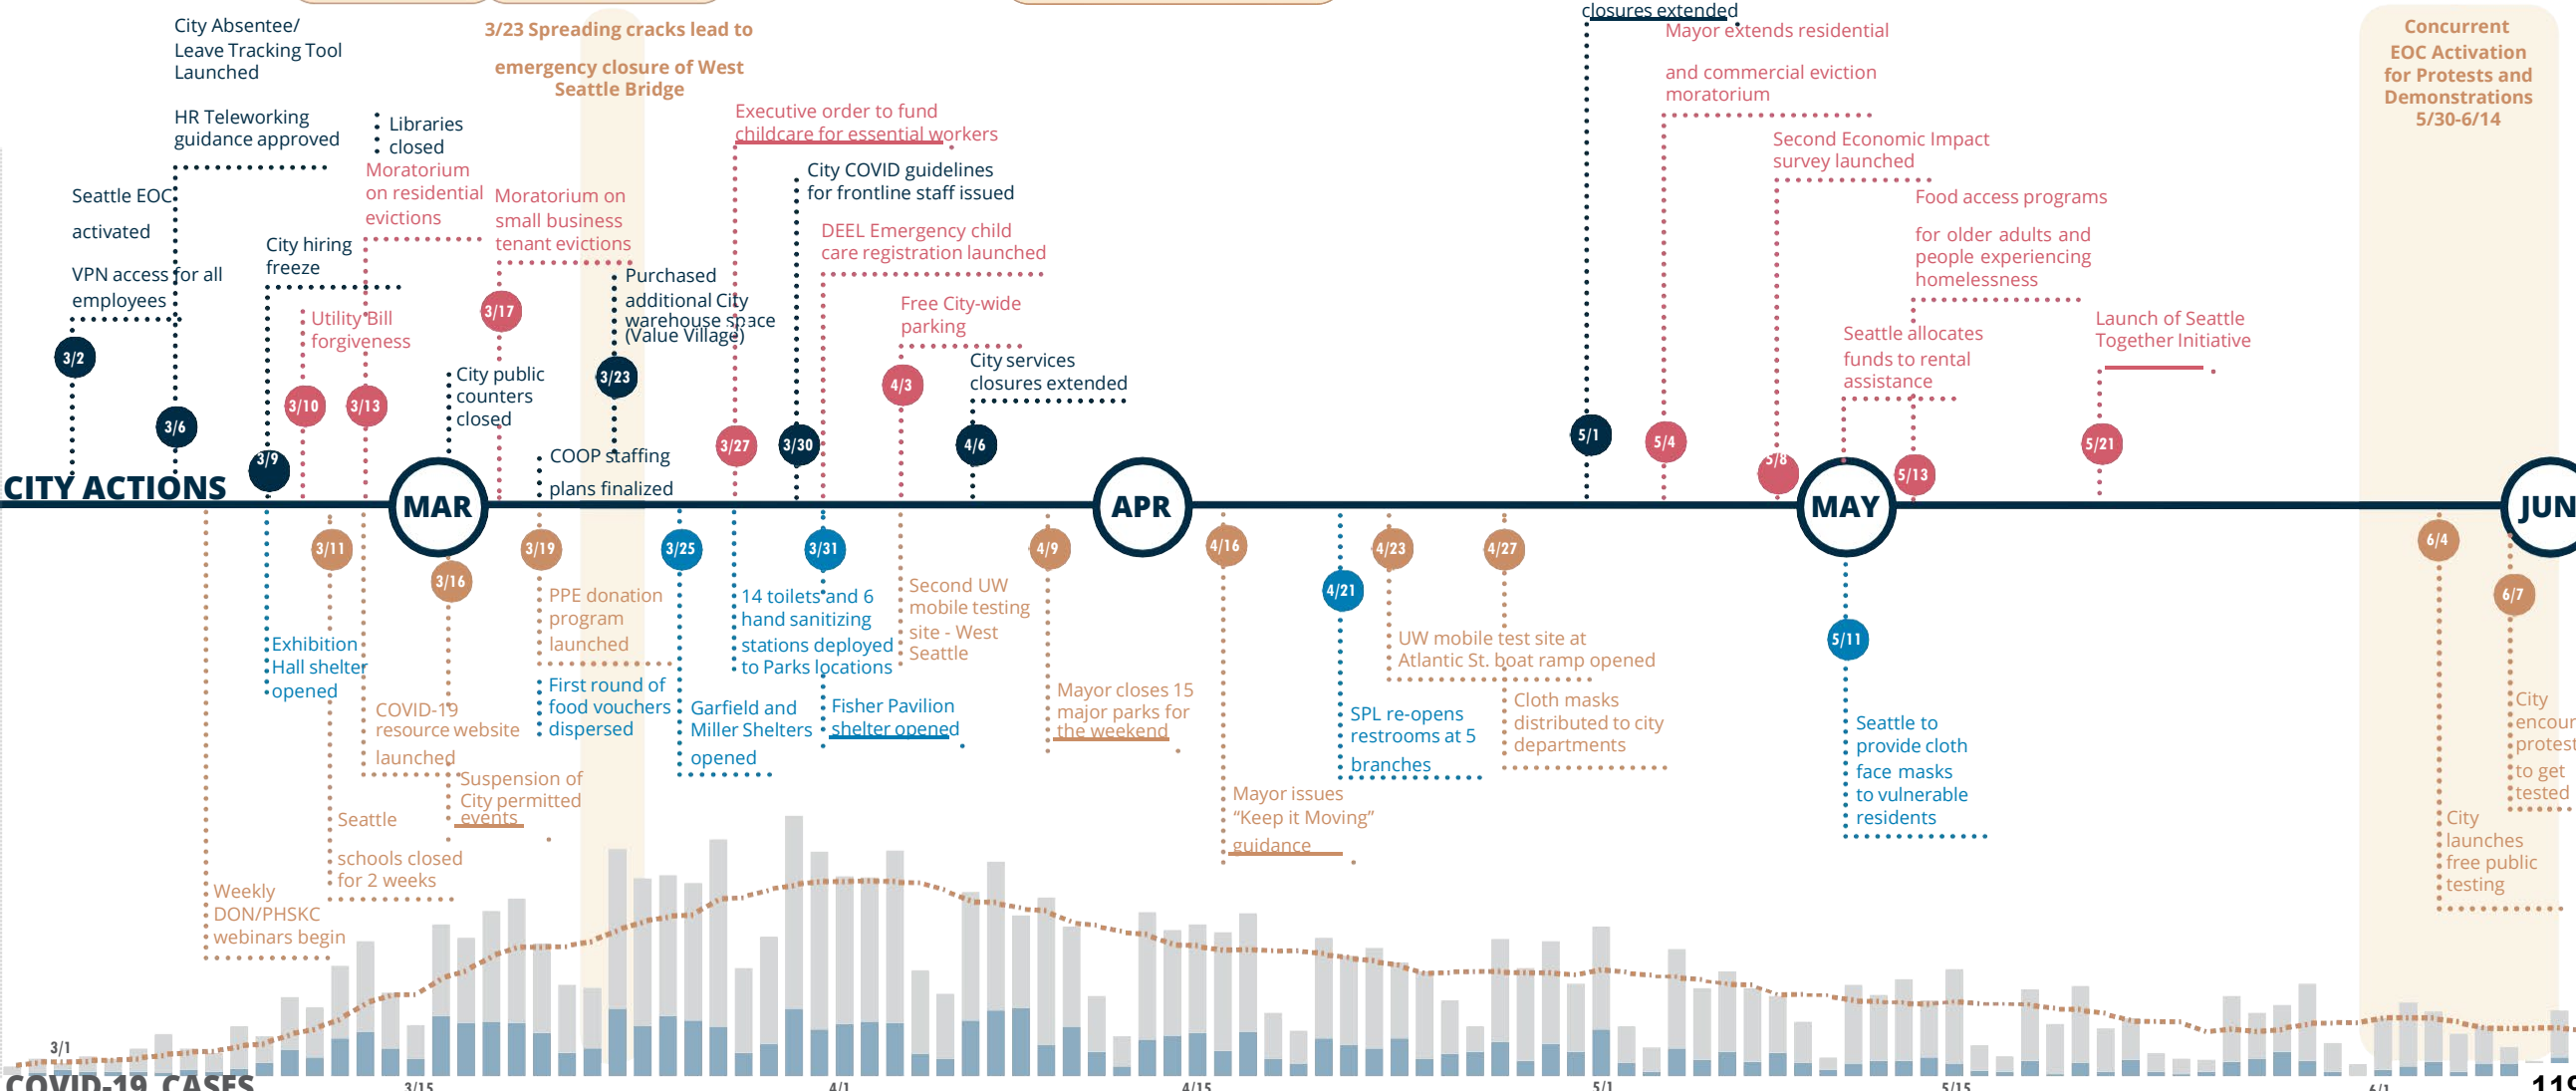 City Absentee/
Leave Tracking Tool
Launched
HR Teleworking
guidance approved
Seattle EOC
activated
VPN access for all
employees
3/2
3/6
City hiring
freeze
3/9
Utility Bill
forgiveness
3/10
Libraries
closed
Moratorium
on residential
evictions
3/13
City public
counters
closed
Moratorium on
small business
tenant evictions
3/17
COOP staffing
plans finalized
3/23 Spreading cracks lead to
emergency closure of West
Seattle Bridge
Purchased
additional City
warehouse space
(Value Village)
3/23
Executive order to fund
childcare for essential workers
3/27
City COVID guidelines
for frontline staff issued
3/30
DEEL Emergency child
care registration launched
Free City-wide
parking
4/3
City services
closures extended
4/6
closures extended
5/1
Mayor extends residential
and commercial eviction
moratorium
5/4
Second Economic Impact
survey launched
5/8
Seattle allocates
funds to rental
assistance
Food access programs
for older adults and
people experiencing
homelessness
5/13
Launch of Seattle
Together Initiative
5/21
Concurrent
EOC Activation
for Protests and
Demonstrations
5/30-6/14
CITY ACTIONS
MAR
APR
MAY
JUN
Weekly
DON/PHSKC
webinars begin
Exhibition
Hall shelter
opened
3/11
Seattle
schools closed
for 2 weeks
COVID-19
resource website
launched
3/16
Suspension of
City permitted
events
3/19
PPE donation
program
launched
First round of
food vouchers
dispersed
3/25
Garfield and
Miller Shelters
opened
14 toilets and 6
hand sanitizing
stations deployed
to Parks locations
3/31
Fisher Pavilion
shelter opened
Second UW
mobile testing
site - West
Seattle
4/9
Mayor closes 15
major parks for
the weekend
4/16
Mayor issues
“Keep it Moving”
guidance
4/21
SPL re-opens
restrooms at 5
branches
4/23
UW mobile test site at
Atlantic St. boat ramp opened
4/27
Cloth masks
distributed to city
departments
5/11
Seattle to
provide cloth
face masks
to vulnerable
residents
6/4
City
launches
free public
testing
6/7
City
encour
protest
to get
tested
3/1
COVID-19 CASES
3/15
4/1
4/15
5/1
5/15
6/1